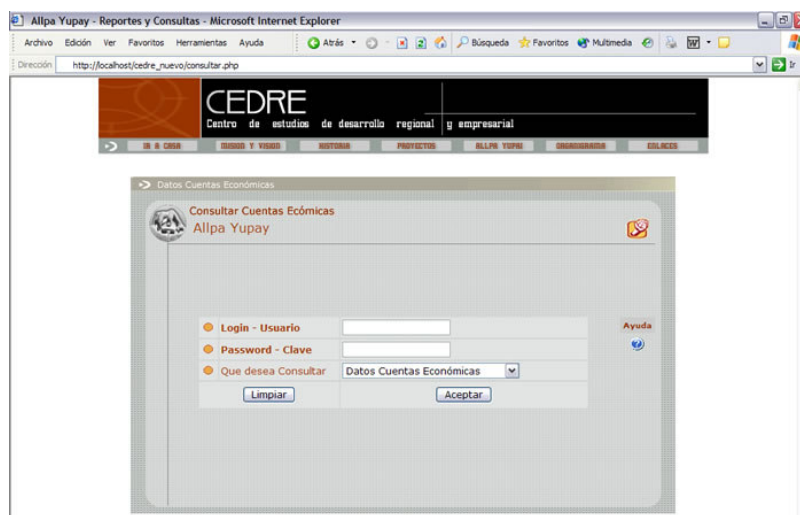 Allpa Yupay - Reportes y Consultas - Microsoft Internet Explorer
Archivo Edición Ver Favoritos Herramientas Ayuda Atrás Búsqueda Favoritos Multimedia
Dirección http://localhost/cedre_nuevo/consultar.php Ir
CEDRE
Centro de estudios de desarrollo regional y empresarial
IR A CASA MISION Y VISION HISTORIA PROYECTOS ALLPA YUPAI ORGANIGRAMA ENLACES
Datos Cuentas Económicas
Consultar Cuentas Ecómicas
Allpa Yupay
Login - Usuario
Ayuda
Password - Clave
Que desea Consultar Datos Cuentas Económicas
Limpiar Aceptar